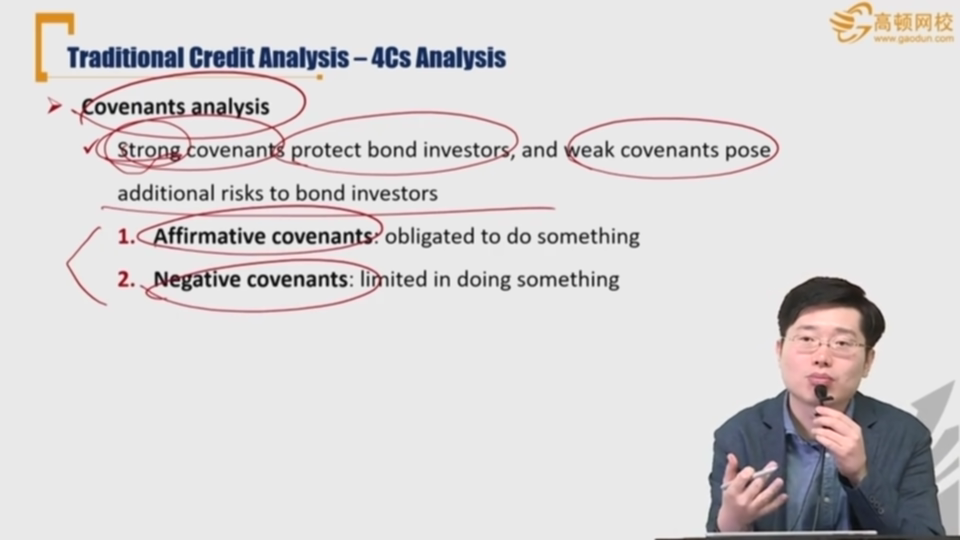 高顿网校
www.gaodun.com
Traditional Credit Analysis – 4Cs Analysis
Covenants analysis
Strong covenants protect bond investors, and weak covenants pose
additional risks to bond investors
1. Affirmative covenants: obligated to do something
2. Negative covenants: limited in doing something